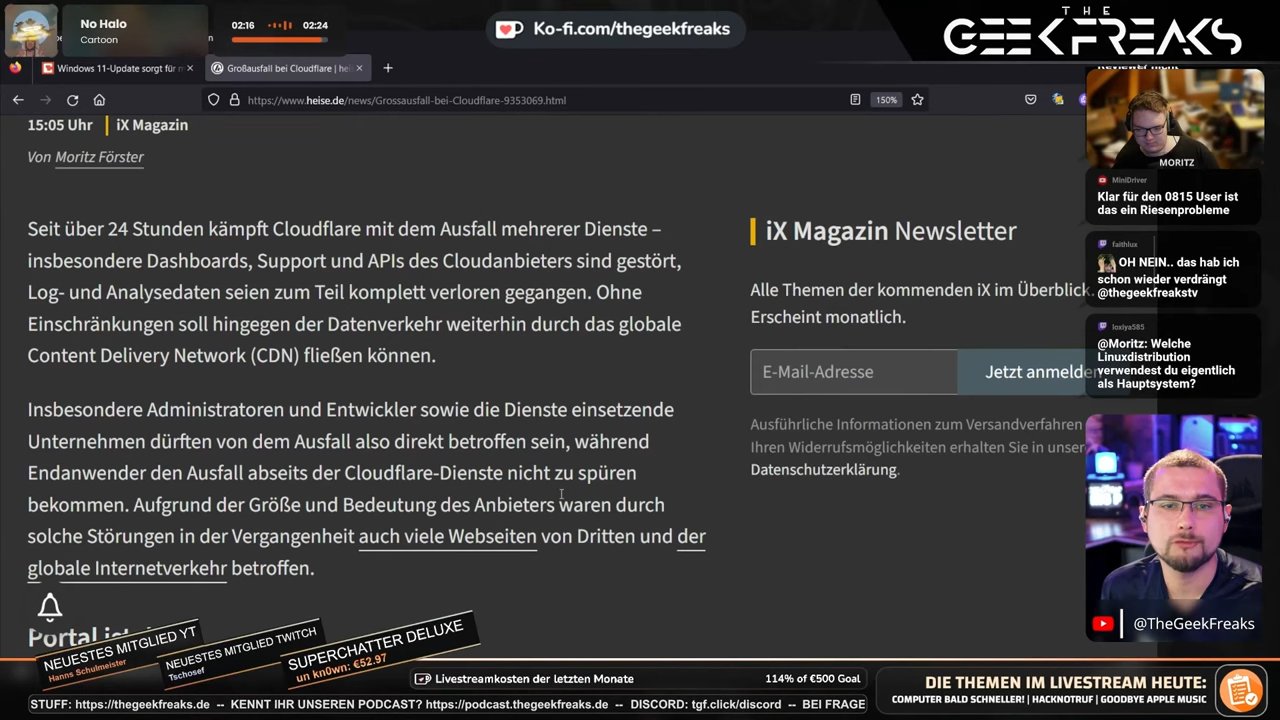 No Halo
Cartoon
02:16
02:24
Ko-fi.com/thegeekfreaks
THE
GEEKFREAKS
Windows 11-Update sorgt für m
Großausfall bei Cloudflare | hei
https://www.heise.de/news/Grossausfall-bei-Cloudflare-9353069.html
150%
15:05 Uhr
iX Magazin
Von Moritz Förster
Seit über 24 Stunden kämpft Cloudflare mit dem Ausfall mehrerer Dienste –
insbesondere Dashboards, Support und APIs des Cloudanbieters sind gestört,
Log- und Analysedaten seien zum Teil komplett verloren gegangen. Ohne
Einschränkungen soll hingegen der Datenverkehr weiterhin durch das globale
Content Delivery Network (CDN) fließen können.
Insbesondere Administratoren und Entwickler sowie die Dienste einsetzende
Unternehmen dürften von dem Ausfall also direkt betroffen sein, während
Endanwender den Ausfall abseits der Cloudflare-Dienste nicht zu spüren
bekommen. Aufgrund der Größe und Bedeutung des Anbieters waren durch
solche Störungen in der Vergangenheit auch viele Webseiten von Dritten und der
globale Internetverkehr betroffen.
Portal ist
iX Magazin Newsletter
Alle Themen der kommenden iX im Überblick.
Erscheint monatlich.
E-Mail-Adresse
Jetzt anmelden
Ausführliche Informationen zum Versandverfahren
Ihren Widerrufsmöglichkeiten erhalten Sie in unser
Datenschutzerklärung.
MORITZ
MiniDriver
Klar für den 0815 User ist
das ein Riesenprobleme
faithlux
OH NEIN.. das hab ich
schon wieder verdrängt
@thegeekfreakstv
loxiya585
@Moritz: Welche
Linuxdistribution
verwendest du eigentlich
als Hauptsystem?
@TheGeekFreaks
NEUESTES MITGLIED YT
Hanns Schulmeister
NEUESTES MITGLIED TWITCH
Tschosef
SUPERCHATTER DELUXE
un kn0wn: €52.97
Livestreamkosten der letzten Monate
114% of €500 Goal
STUFF: https://thegeekfreaks.de -- KENNT IHR UNSEREN PODCAST? https://podcast.thegeekfreaks.de -- DISCORD: tgf.click/discord -- BEI FRAGE
DIE THEMEN IM LIVESTREAM HEUTE:
COMPUTER BALD SCHNELLER! | HACKNOTRUF | GOODBYE APPLE MUSIC